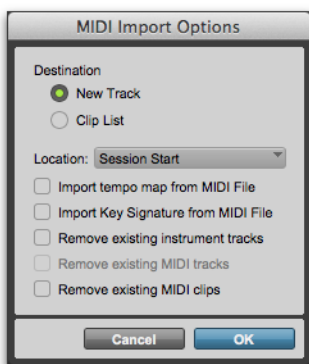 MIDI Import Options
Destination
New Track
Clip List
Location: Session Start
Import tempo map from MIDI File
Import Key Signature from MIDI File
Remove existing instrument tracks
Remove existing MIDI tracks
Remove existing MIDI clips
Cancel OK